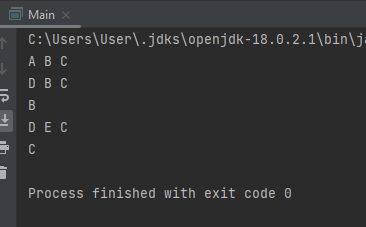 Main
C:\Users\User\.jdks\openjdk-18.0.2.1\bin\ja
A B C
D B C
B
D E C
C
Process finished with exit code 0